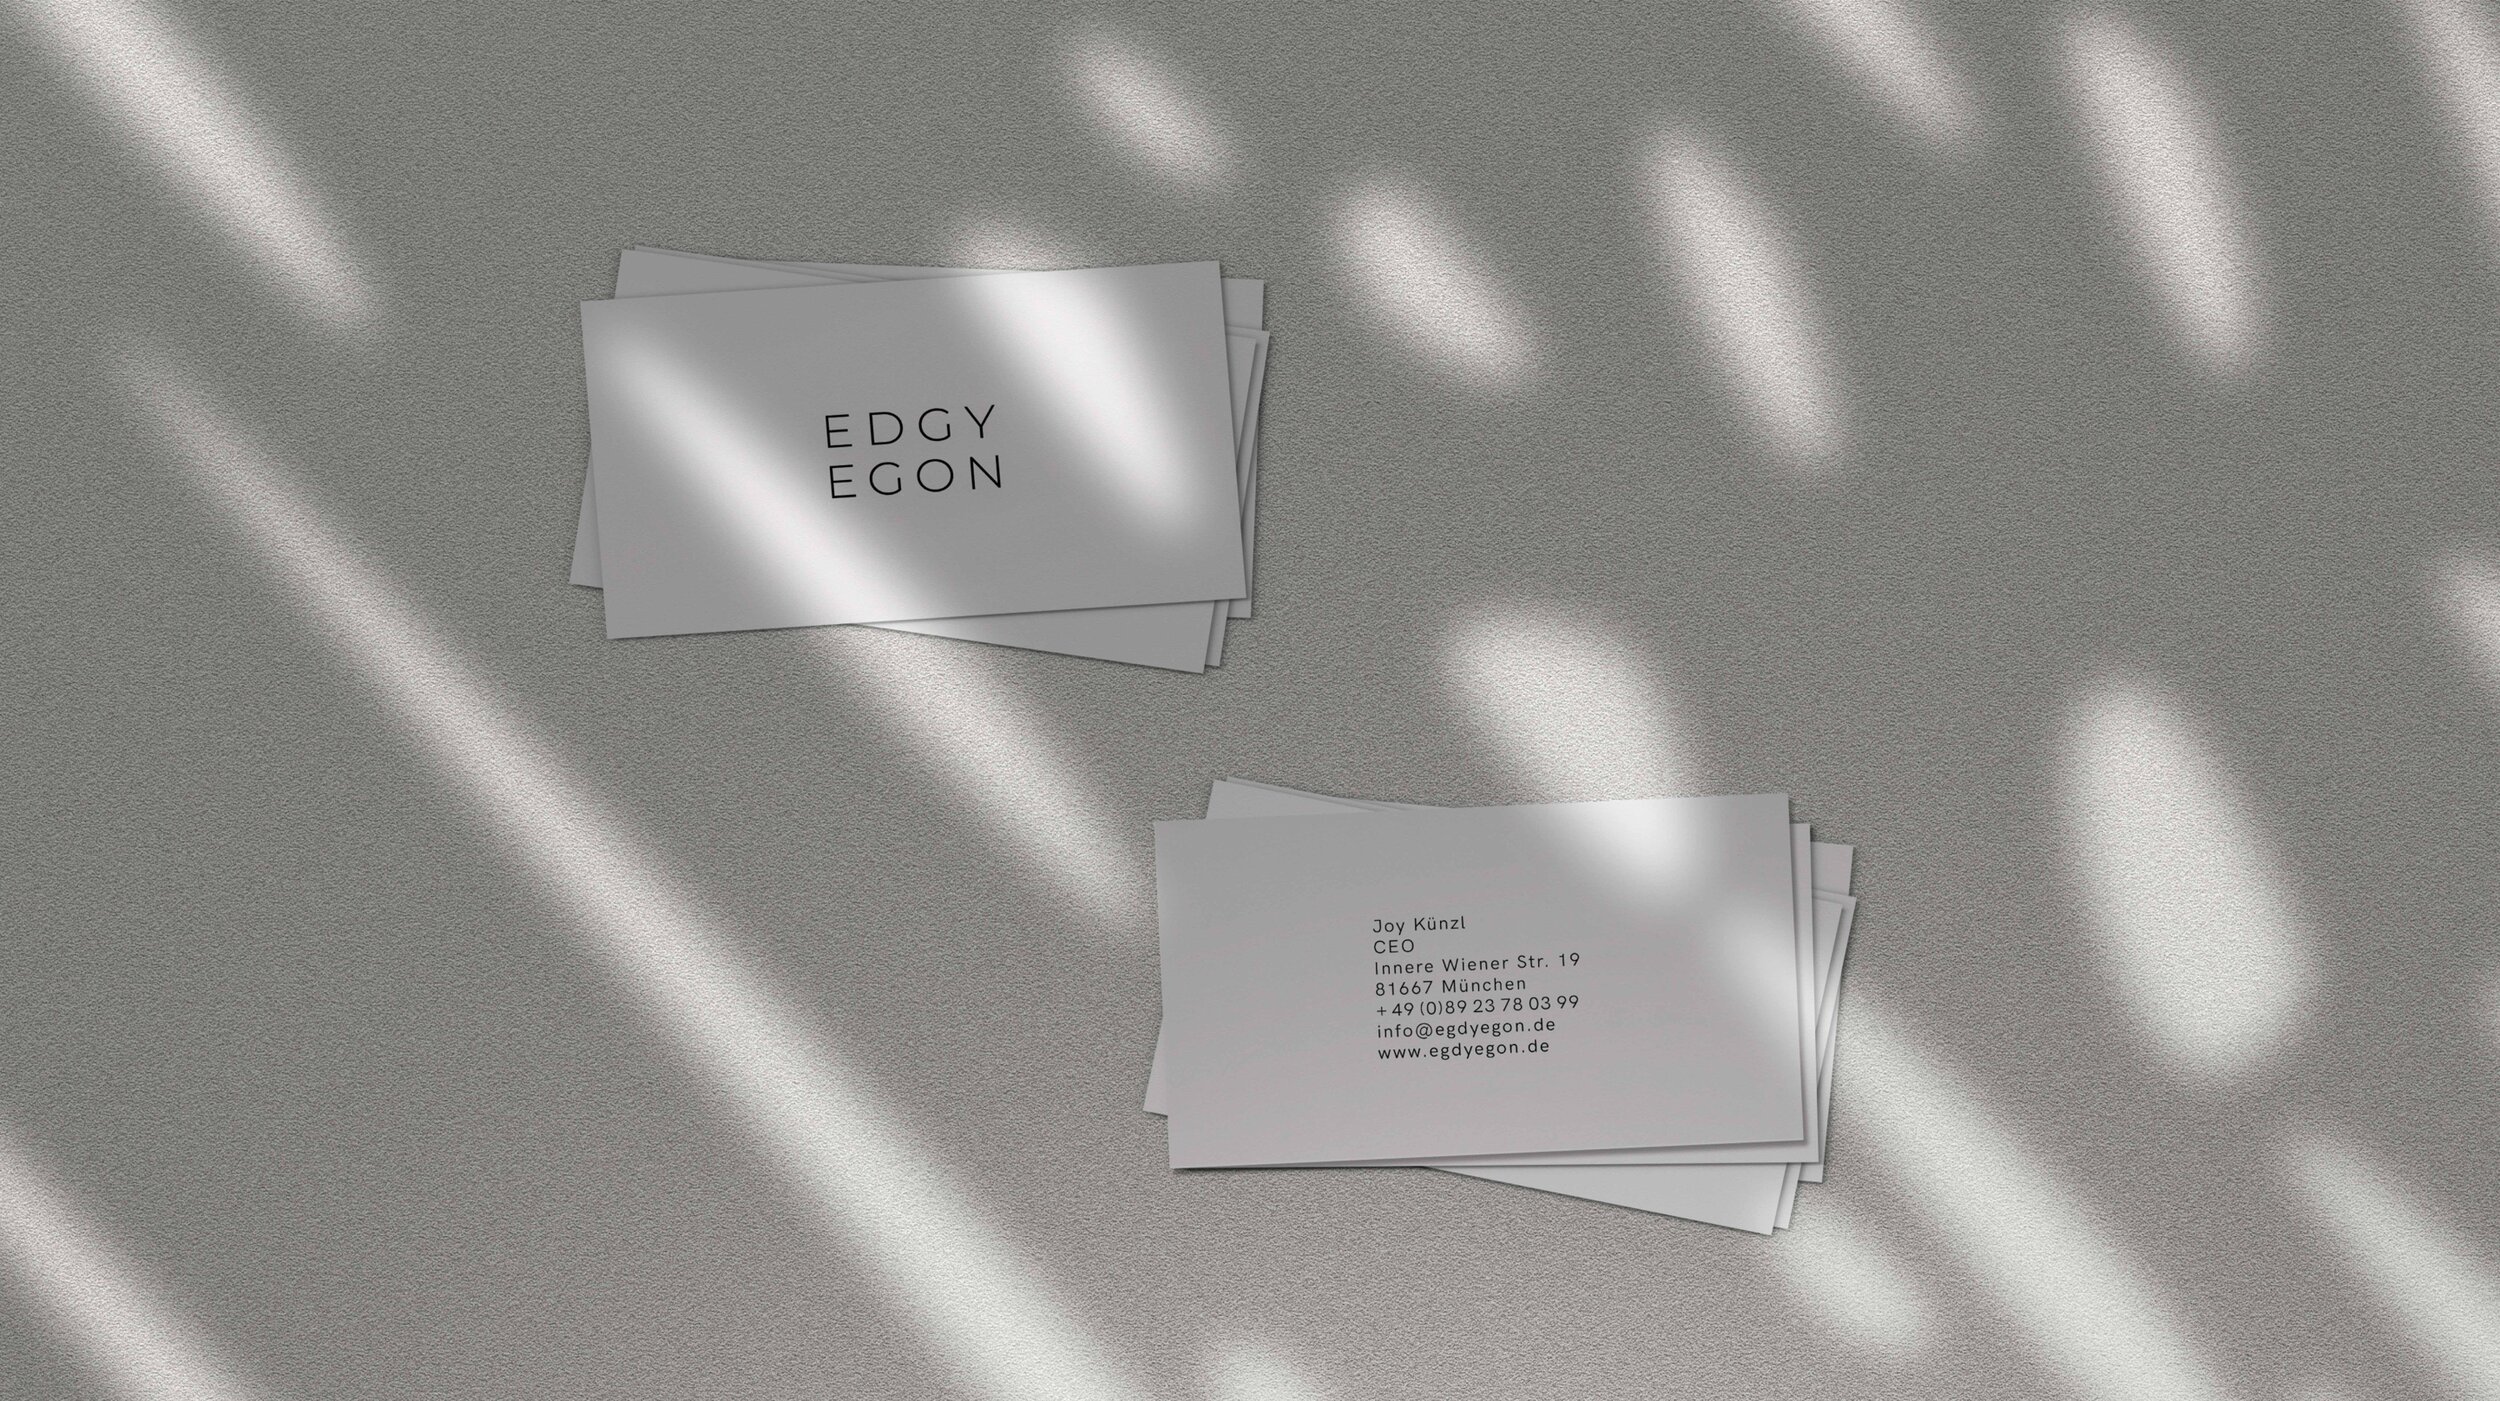 EDGY
EGON
Joy Künzl
CEO
Innere Wiener Str. 19
81667 München
+49 (0)89 23 78 03 99
info@egdyegon.de
www.egdyegon.de